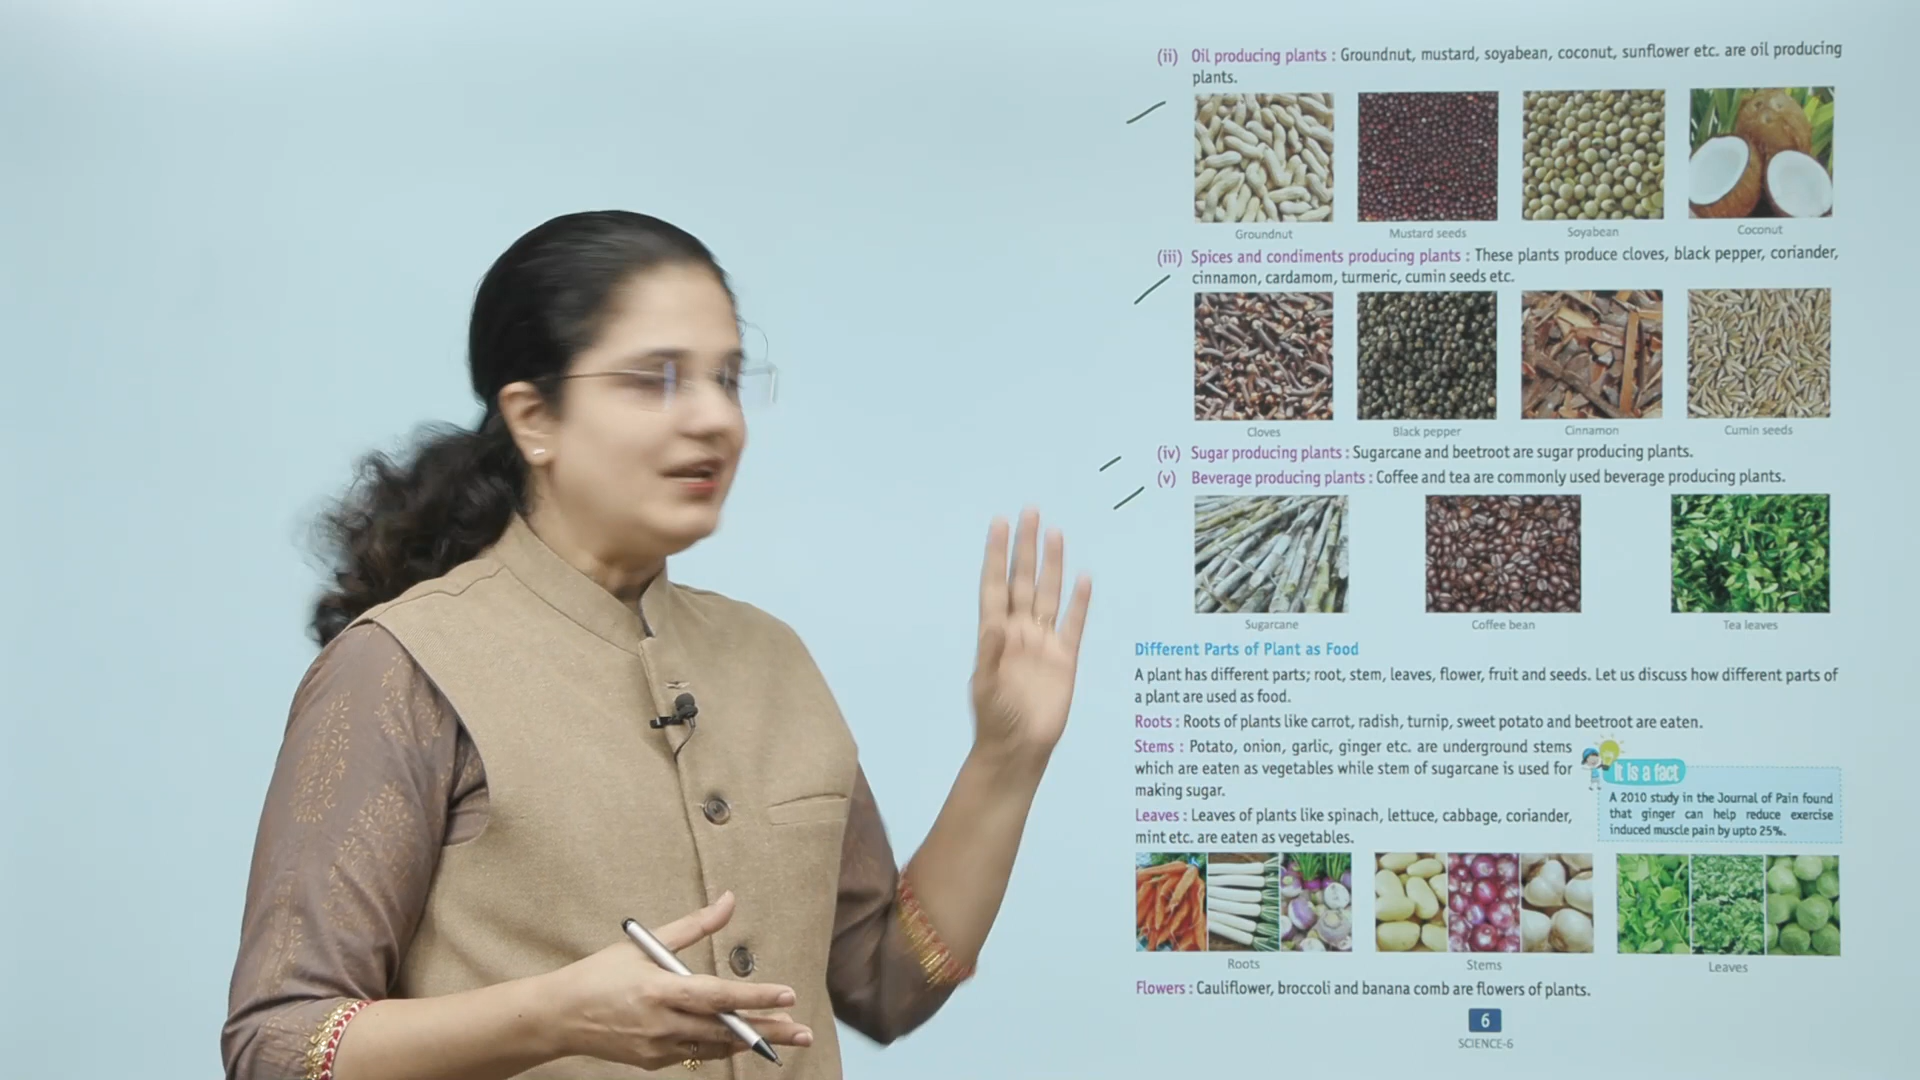 (ii) Oil producing plants : Groundnut, mustard, soyabean, coconut, sunflower etc. are oil producing
plants.
Groundnut Mustard seeds Soyabean Coconut
(iii) Spices and condiments producing plants : These plants produce cloves, black pepper, coriander,
cinnamon, cardamom, turmeric, cumin seeds etc.
Cloves Black pepper Cinnamon Cumin seeds
(iv) Sugar producing plants : Sugarcane and beetroot are sugar producing plants.
(v) Beverage producing plants : Coffee and tea are commonly used beverage producing plants.
Sugarcane Coffee bean Tea leaves
Different Parts of Plant as Food
A plant has different parts; root, stem, leaves, flower, fruit and seeds. Let us discuss how different parts of
a plant are used as food.
Roots : Roots of plants like carrot, radish, turnip, sweet potato and beetroot are eaten.
Stems : Potato, onion, garlic, ginger etc. are underground stems
which are eaten as vegetables while stem of sugarcane is used for
making sugar.
Leaves : Leaves of plants like spinach, lettuce, cabbage, coriander,
mint etc. are eaten as vegetables.
It is a fact
A 2010 study in the Journal of Pain found
that ginger can help reduce exercise
induced muscle pain by upto 25%.
Roots Stems Leaves
Flowers : Cauliflower, broccoli and banana comb are flowers of plants.
6
SCIENCE-6